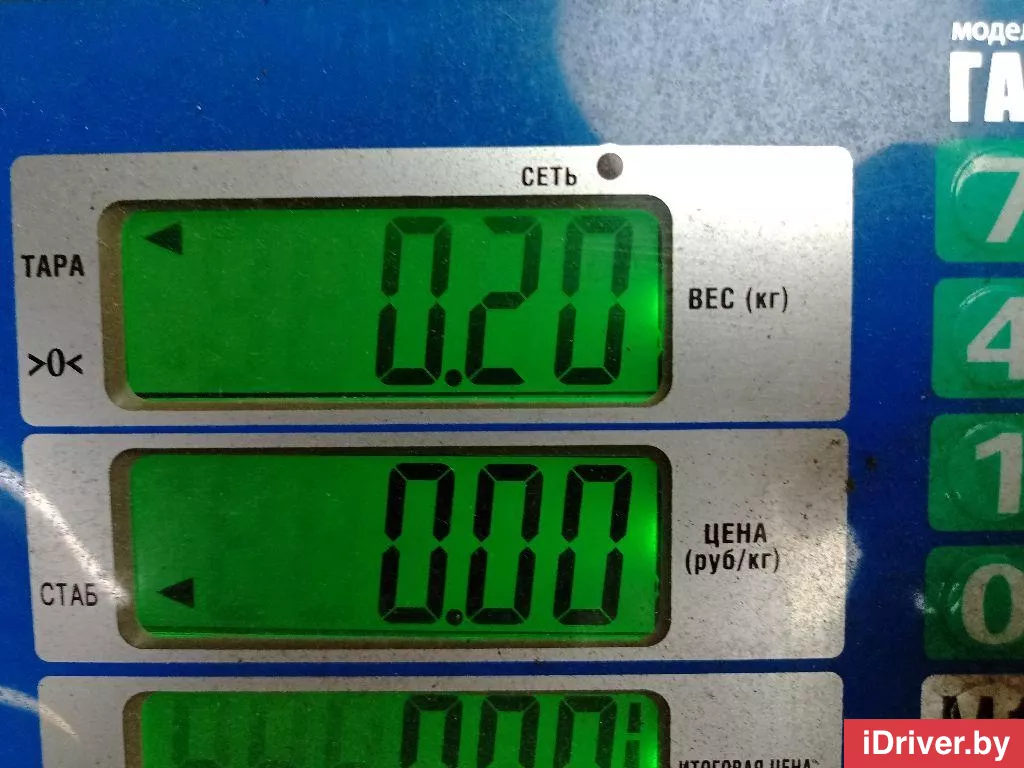 МОДЕ
ГА
СЕТЬ
ТАРА
0.20
ВЕС (кг)
>0<
7
4
1
0
0.00
ЦЕНА
(руб/кг)
СТАБ
ИТОГОВАЯ ЦЕНА
iDriver.by